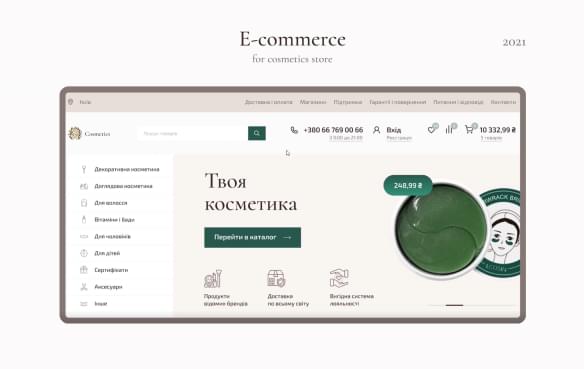 E-commerce
for cosmetics store
2021
Київ
Доставка і оплата Магазини Підтримка Гарантії і повернення Питання і відповіді Контакти
Cosmetics
Пошук товарів
+380 66 769 00 66
З 9:00 до 21:00
Вхід
Реєстрація
10 332,99 ₴
5 товарів
Декоративна косметика
Доглядова косметика
Для волосся
Вітаміни і бади
Для чоловіків
Для дітей
Сертифікати
Аксесуари
Інше
Твоя
косметика
Перейти в каталог
248,99 ₴
Продукти
відомих брендів
Доставка
по всьому світу
Вигідна система
лояльності